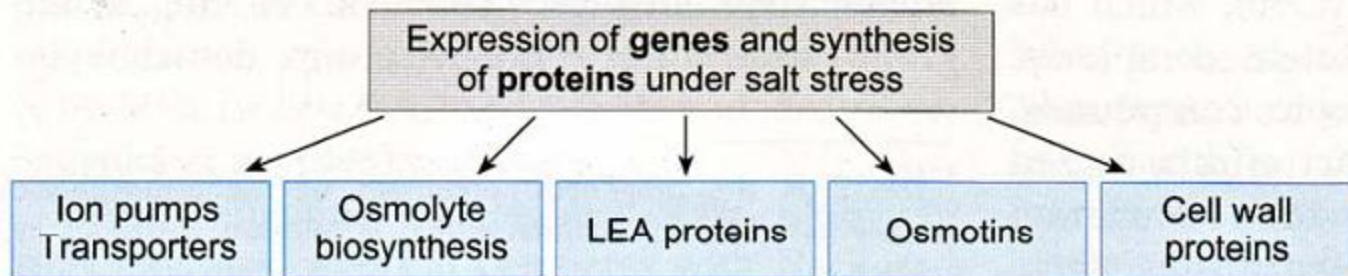 Expression of genes and synthesis
of proteins under salt stress
Ion pumps
Transporters
Osmolyte
biosynthesis
LEA proteins
Osmotins
Cell wall
proteins